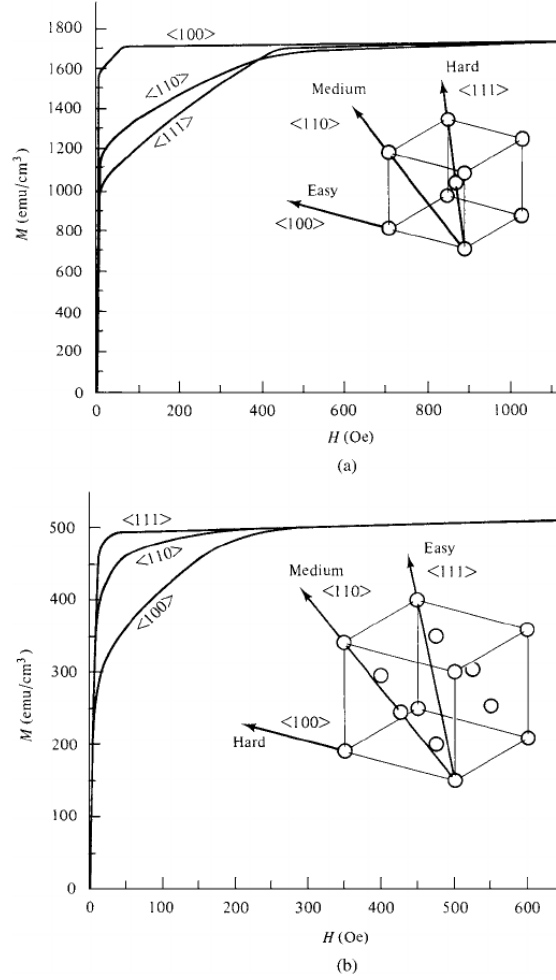 1800
1600
1400
1200
1000
800
600
400
200
0
M (emu/cm³)
<100>
<110>
<111>
Medium
<110>
Hard
<111>
Easy
<100>
0 200 400 600 800 1000
H (Oe)
(a)
500
400
300
200
100
0
M (emu/cm³)
<111>
<110>
<100>
Easy
<111>
Medium
<110>
<100>
Hard
0 100 200 300 400 500 600
H (Oe)
(b)